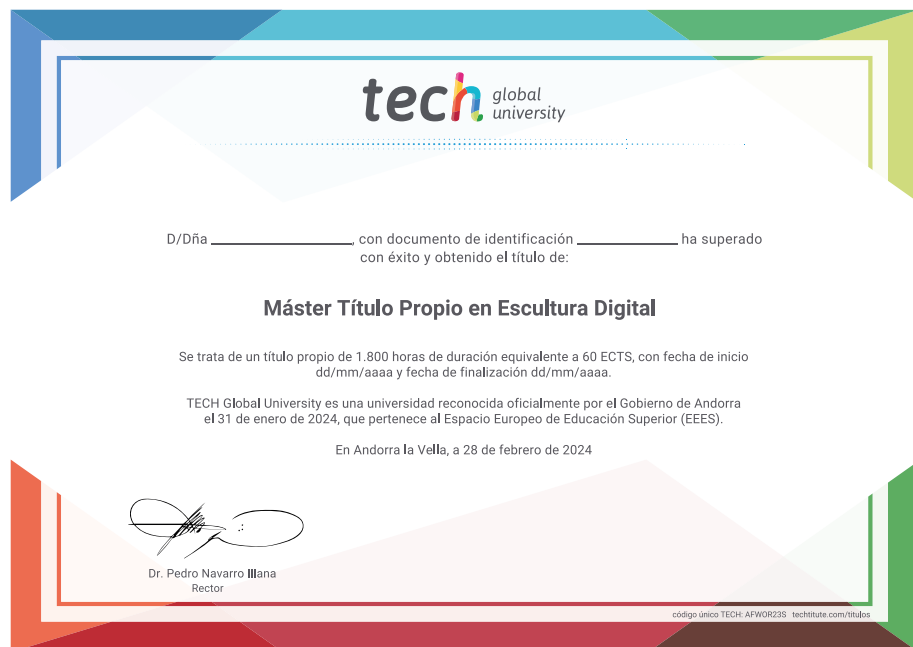 tech global university
D/Dña ____________, con documento de identificación ____________ ha superado
con éxito y obtenido el título de:
Máster Título Propio en Escultura Digital
Se trata de un título propio de 1.800 horas de duración equivalente a 60 ECTS, con fecha de inicio
dd/mm/aaaa y fecha de finalización dd/mm/aaaa.
TECH Global University es una universidad reconocida oficialmente por el Gobierno de Andorra
el 31 de enero de 2024, que pertenece al Espacio Europeo de Educación Superior (EEES).
En Andorra la Vella, a 28 de febrero de 2024
Dr. Pedro Navarro Illana
Rector
código único TECH: AFWOR23S techtitute.com/titulos